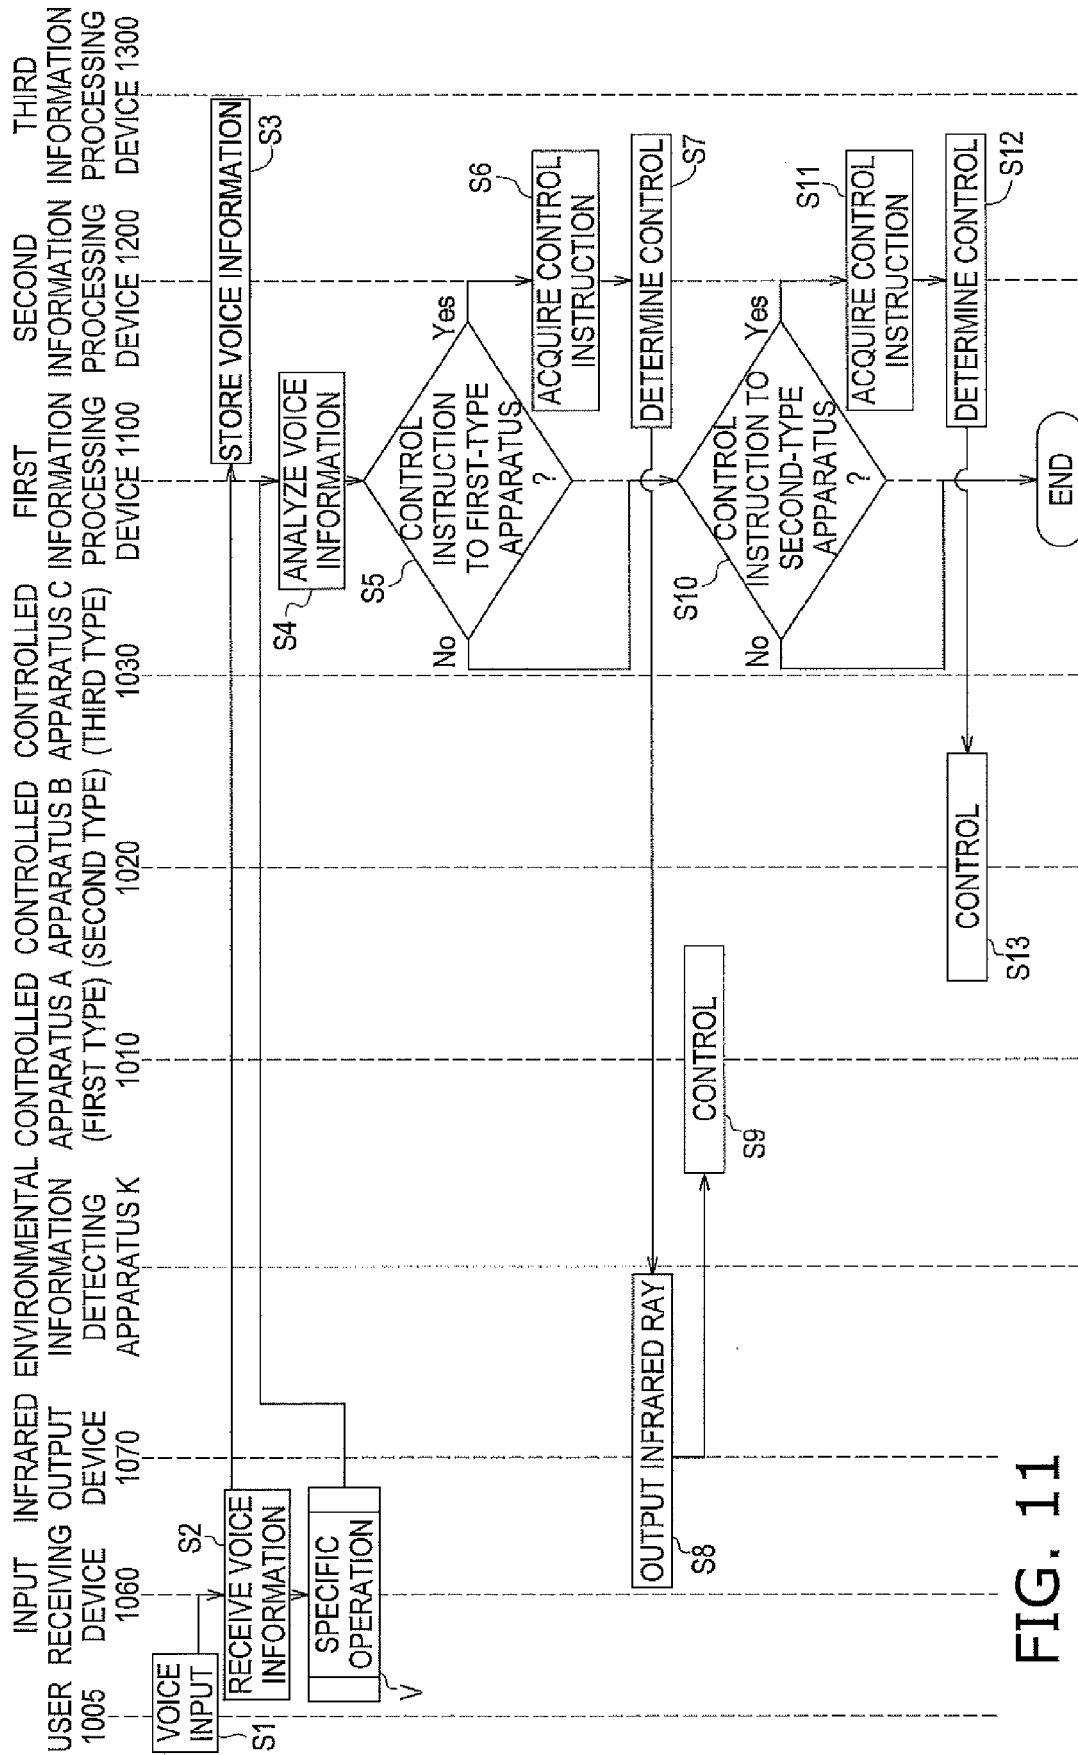 USER
1005
INPUT
RECEIVING
DEVICE
1060
INFRARED
OUTPUT
DEVICE
1070
ENVIRONMENTAL
INFORMATION
DETECTING
APPARATUS K
CONTROLLED
APPARATUS A
(FIRST TYPE)
1010
CONTROLLED
APPARATUS B
(SECOND TYPE)
1020
CONTROLLED
APPARATUS C
(THIRD TYPE)
1030
FIRST
INFORMATION
PROCESSING
DEVICE 1100
SECOND
INFORMATION
PROCESSING
DEVICE 1200
THIRD
INFORMATION
PROCESSING
DEVICE 1300
VOICE
INPUT
S1
S2
RECEIVE VOICE
INFORMATION
STORE VOICE INFORMATION
S3
SPECIFIC
OPERATION
V
ANALYZE VOICE
INFORMATION
S4
S5
CONTROL
INSTRUCTION
TO FIRST-TYPE
APPARATUS
?
No
Yes
S6
ACQUIRE CONTROL
INSTRUCTION
DETERMINE CONTROL
S7
OUTPUT INFRARED RAY
S8
CONTROL
S9
S10
CONTROL
INSTRUCTION TO
SECOND-TYPE
APPARATUS
?
No
Yes
S11
ACQUIRE CONTROL
INSTRUCTION
DETERMINE CONTROL
S12
CONTROL
S13
END
FIG. 11